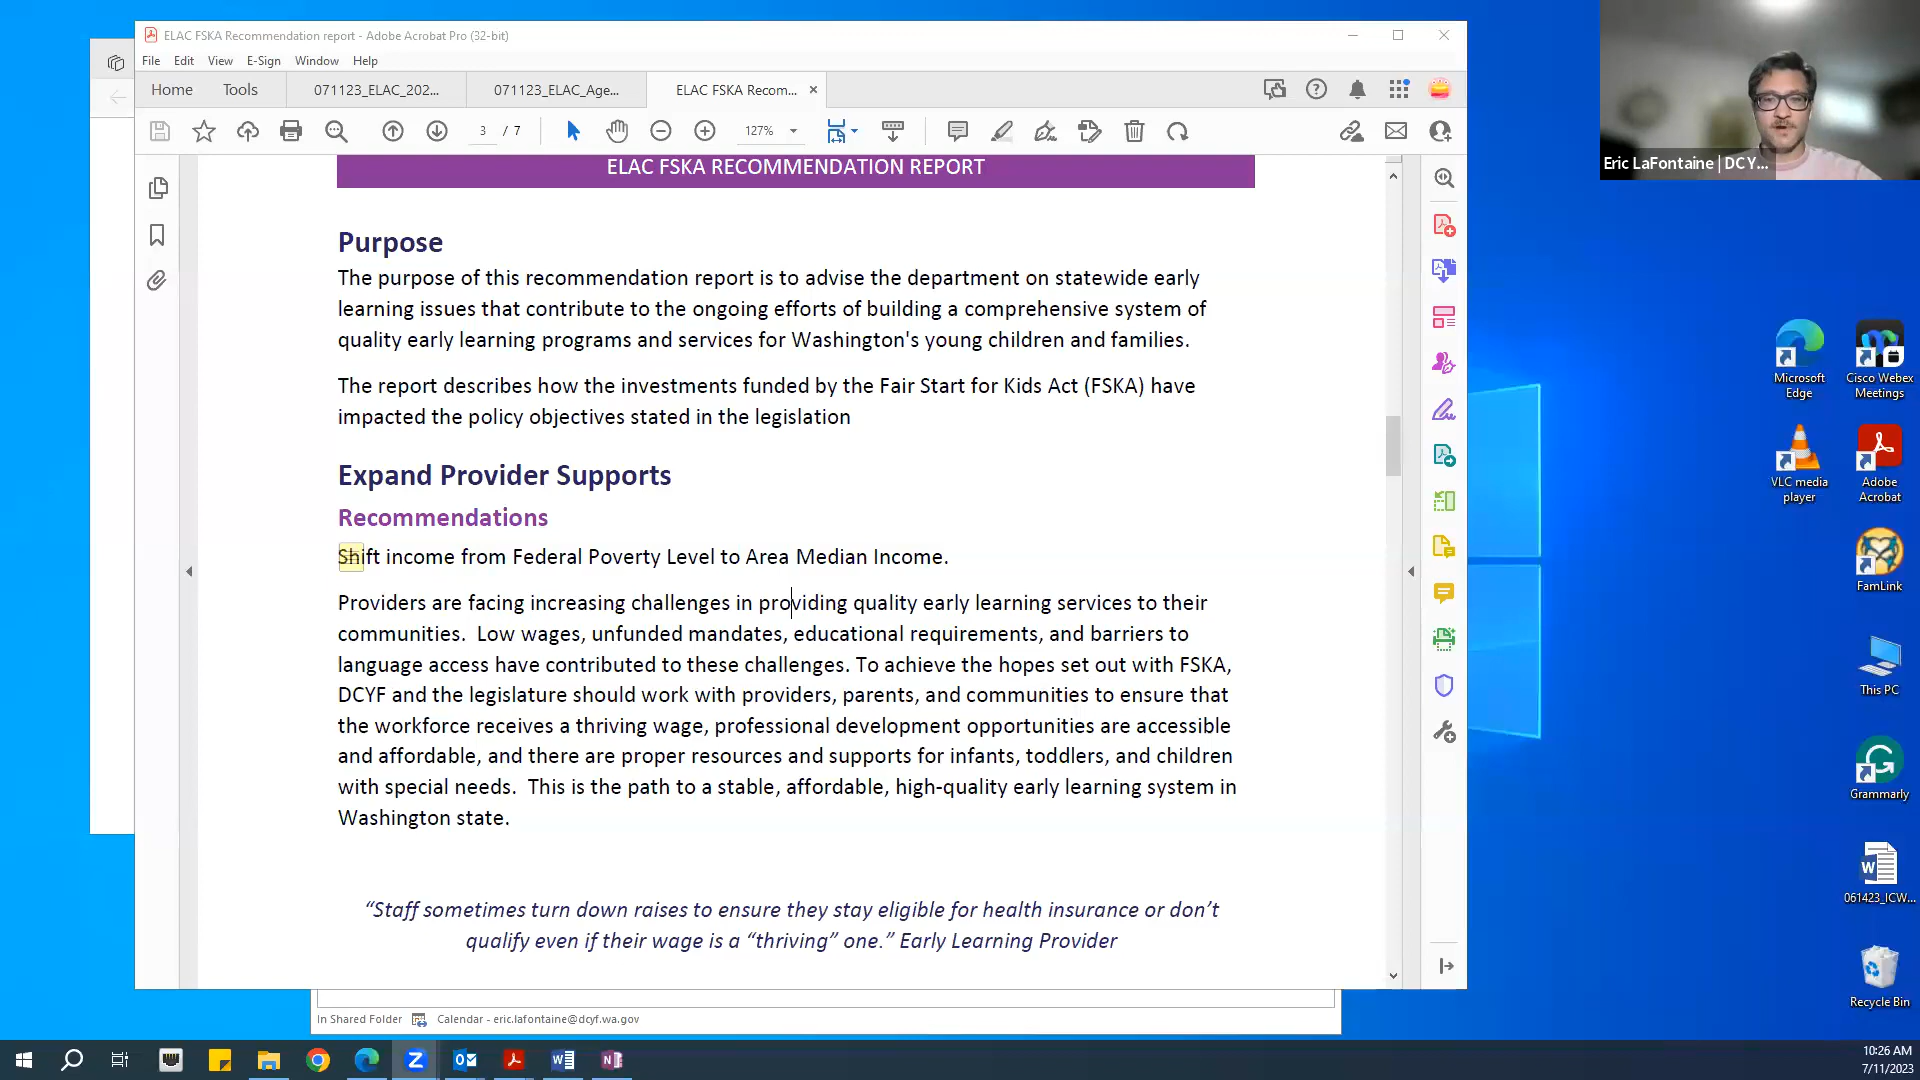 ELAC FSKA Recommendation report - Adobe Acrobat Pro (32-bit)
File Edit View E-Sign Window Help
Home Tools 071123_ELAC_202... 071123_ELAC_Age... ELAC FSKA Recom...
3 / 7 127%
ELAC FSKA RECOMMENDATION REPORT
Purpose
The purpose of this recommendation report is to advise the department on statewide early
learning issues that contribute to the ongoing efforts of building a comprehensive system of
quality early learning programs and services for Washington's young children and families.
The report describes how the investments funded by the Fair Start for Kids Act (FSKA) have
impacted the policy objectives stated in the legislation
Expand Provider Supports
Recommendations
Shift income from Federal Poverty Level to Area Median Income.
Providers are facing increasing challenges in providing quality early learning services to their
communities.  Low wages, unfunded mandates, educational requirements, and barriers to
language access have contributed to these challenges. To achieve the hopes set out with FSKA,
DCYF and the legislature should work with providers, parents, and communities to ensure that
the workforce receives a thriving wage, professional development opportunities are accessible
and affordable, and there are proper resources and supports for infants, toddlers, and children
with special needs.  This is the path to a stable, affordable, high-quality early learning system in
Washington state.
“Staff sometimes turn down raises to ensure they stay eligible for health insurance or don’t
qualify even if their wage is a “thriving” one.” Early Learning Provider
In Shared Folder Calendar - eric.lafontaine@dcyf.wa.gov
Eric LaFontaine | DCY...
Microsoft
Edge
Cisco Webex
Meetings
VLC media
player
Adobe
Acrobat
FamLink
This PC
Grammarly
061423_ICW...
Recycle Bin
10:26 AM
7/11/2023